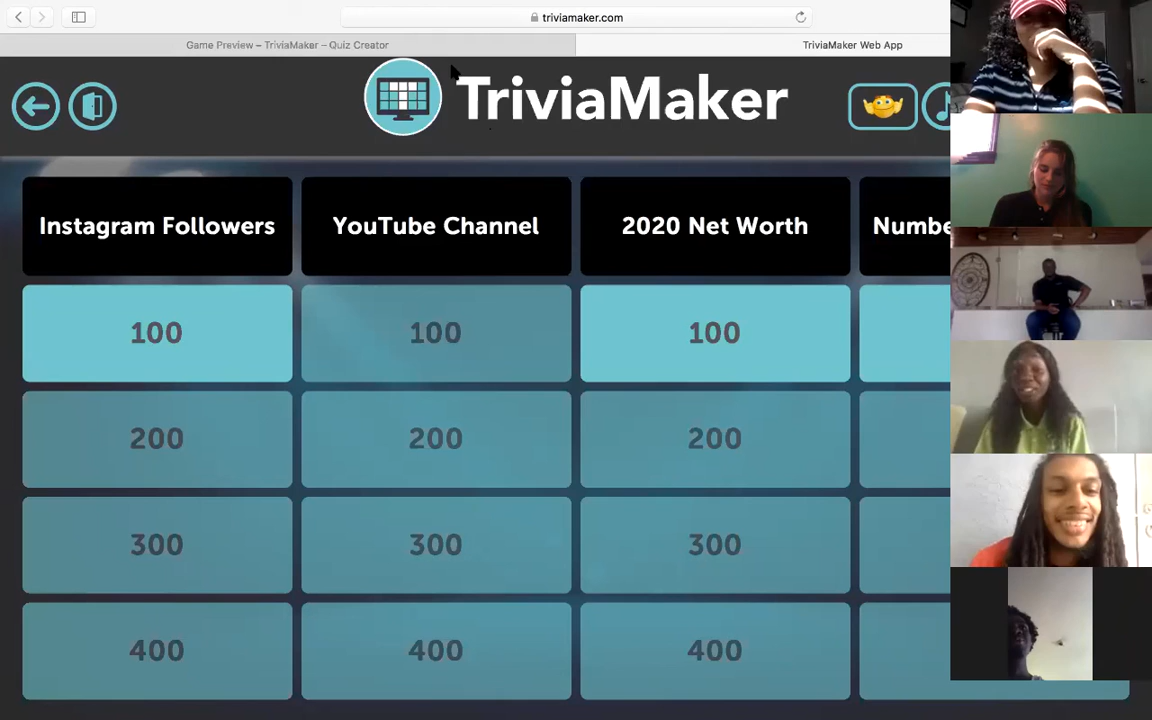 triviamaker.com
Game Preview – TriviaMaker – Quiz Creator
TriviaMaker Web App
TriviaMaker
Instagram Followers
YouTube Channel
2020 Net Worth
100
100
100
200
200
200
300
300
300
400
400
400